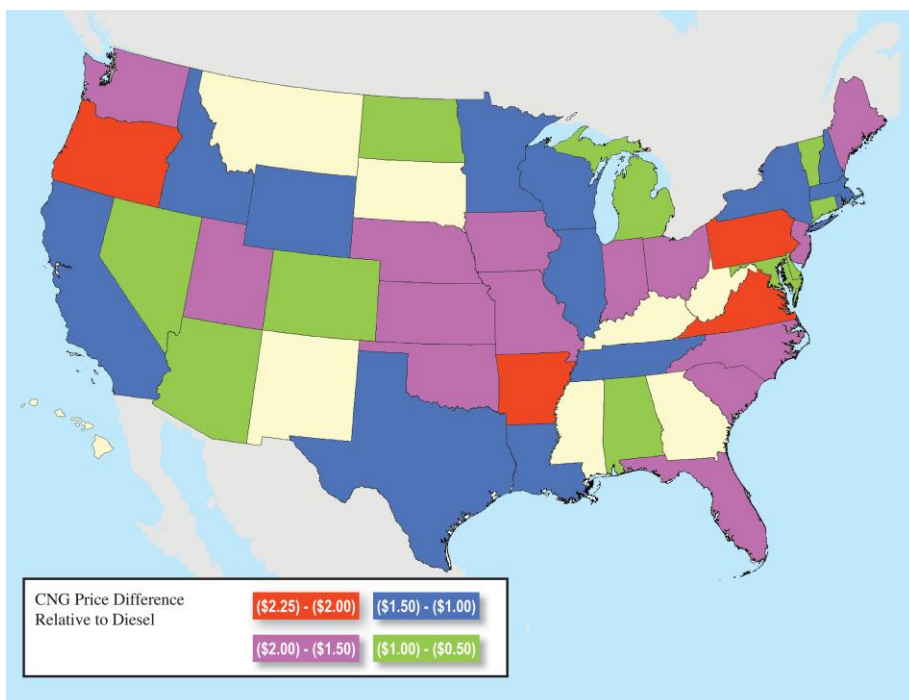 CNG Price Difference
Relative to Diesel
($2.25) - ($2.00)
($1.50) - ($1.00)
($2.00) - ($1.50)
($1.00) - ($0.50)